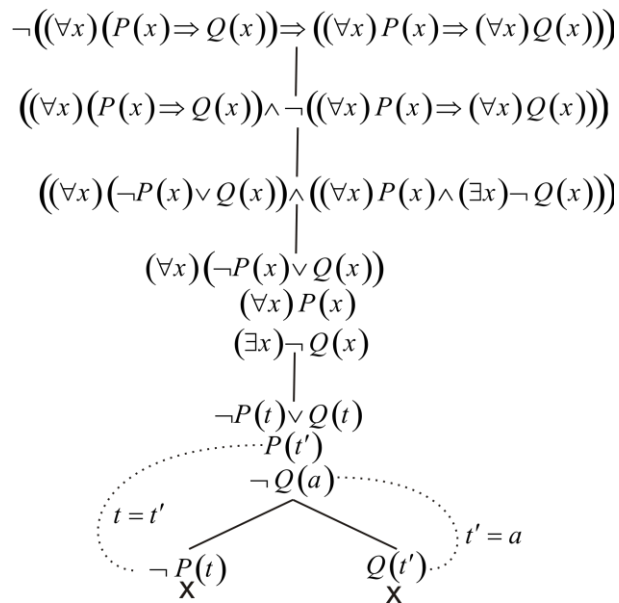 ¬((∀x)(P(x)⇒Q(x))⇒((∀x)P(x)⇒(∀x)Q(x)))
((∀x)(P(x)⇒Q(x))∧¬((∀x)P(x)⇒(∀x)Q(x)))
((∀x)(¬P(x)∨Q(x))∧((∀x)P(x)∧(∃x)¬Q(x)))
(∀x)(¬P(x)∨Q(x))
(∀x)P(x)
(∃x)¬Q(x)
¬P(t)∨Q(t)
P(t′)
¬Q(a)
t = t′
t′ = a
¬P(t) Q(t′)
X X